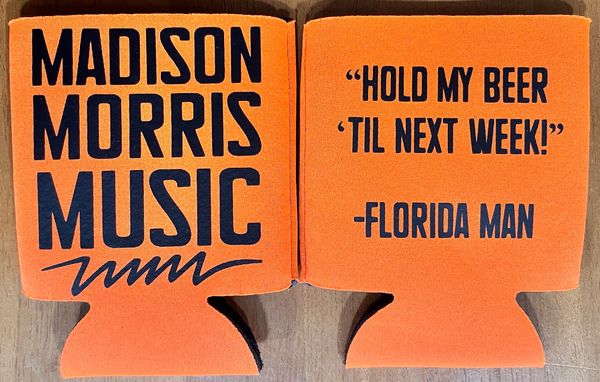 MADISON
MORRIS
MUSIC
“HOLD MY BEER
‘TIL NEXT WEEK!”
-FLORIDA MAN